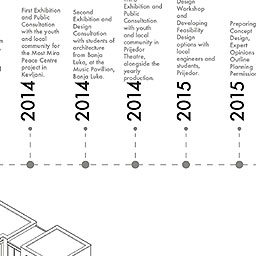 First Exhibition
and Public
Consultation
with the youth
and local
community for
the Most Mira
Peace Centre
project in
Kevljani.
2014
Second
Exhibition and
Design
Consultation
with students of
architecture
from Banja
Luka, at the
Music Pavillion,
Banja Luka.
2014
Exhibition and
Public
Consultation
with youth
and local
community in
Prijedor
Theatre,
alongside the
yearly
production.
2014
Design
Workshop
and
Developing
Feasibility
Design
options with
local
engineers and
students,
Prijedor.
2015
Preparing
Concept
Design,
Expert
Opinions
Outline
Planning
Permission
2015